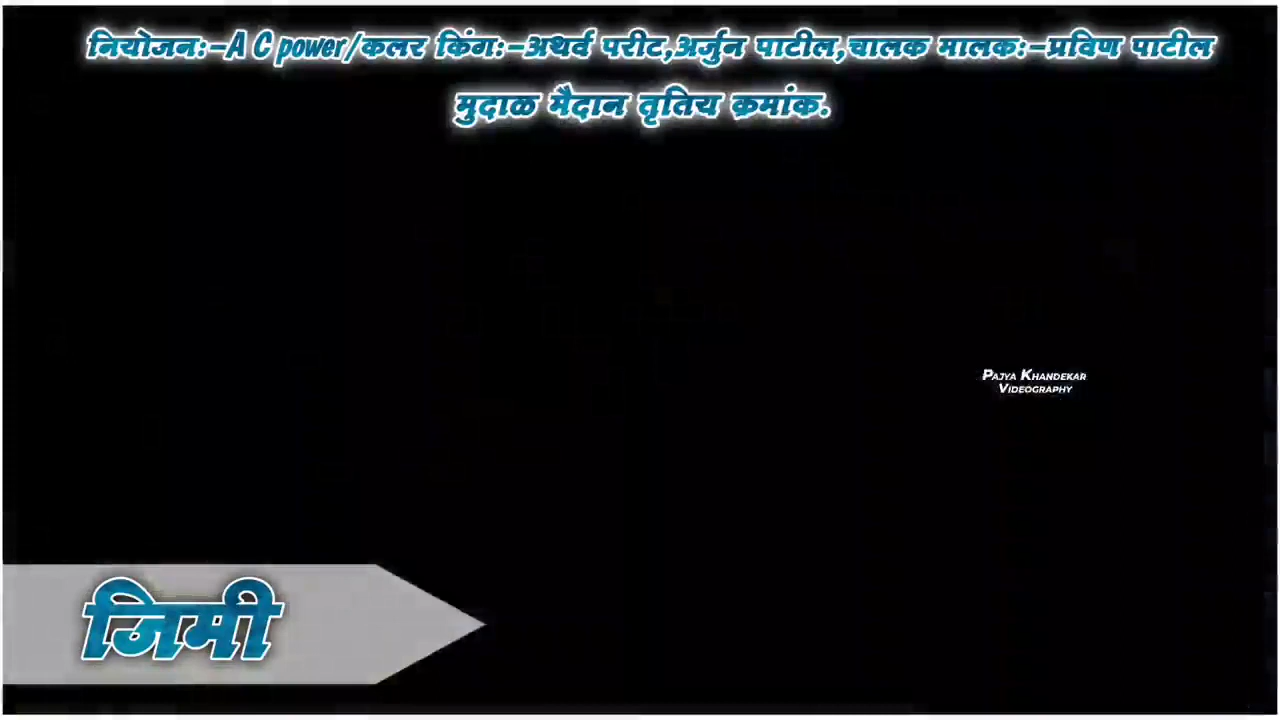 नियोजन:-A C power/कलर किंग:-अथर्व परीट,अर्जुन पाटील,चालक मालक:-प्रविण पाटील
मुदाळ मैदान तृतिय क्रमांक.
PAJYA KHANDEKAR
VIDEOGRAPHY
जिमी